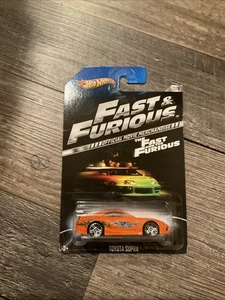 Hot Wheels
FAST &
FURIOUS
OFFICIAL MOVIE MERCHANDISE
THE
FAST
AND THE
FURIOUS
TOYOTA SUPRA